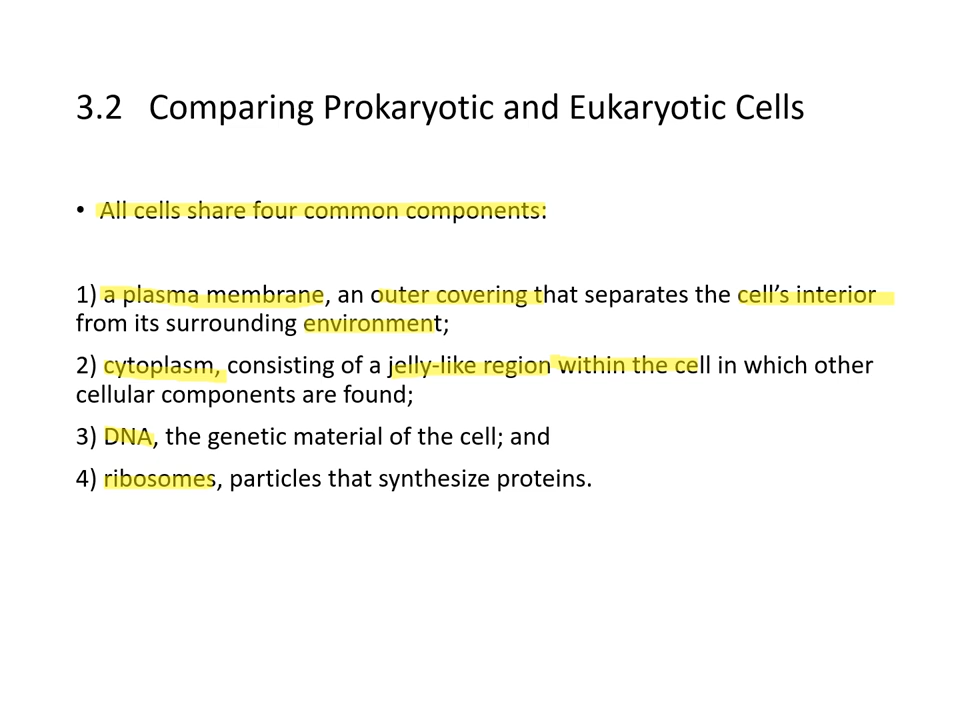 3.2 Comparing Prokaryotic and Eukaryotic Cells
• All cells share four common components:
1) a plasma membrane, an outer covering that separates the cell’s interior
from its surrounding environment;
2) cytoplasm, consisting of a jelly-like region within the cell in which other
cellular components are found;
3) DNA, the genetic material of the cell; and
4) ribosomes, particles that synthesize proteins.